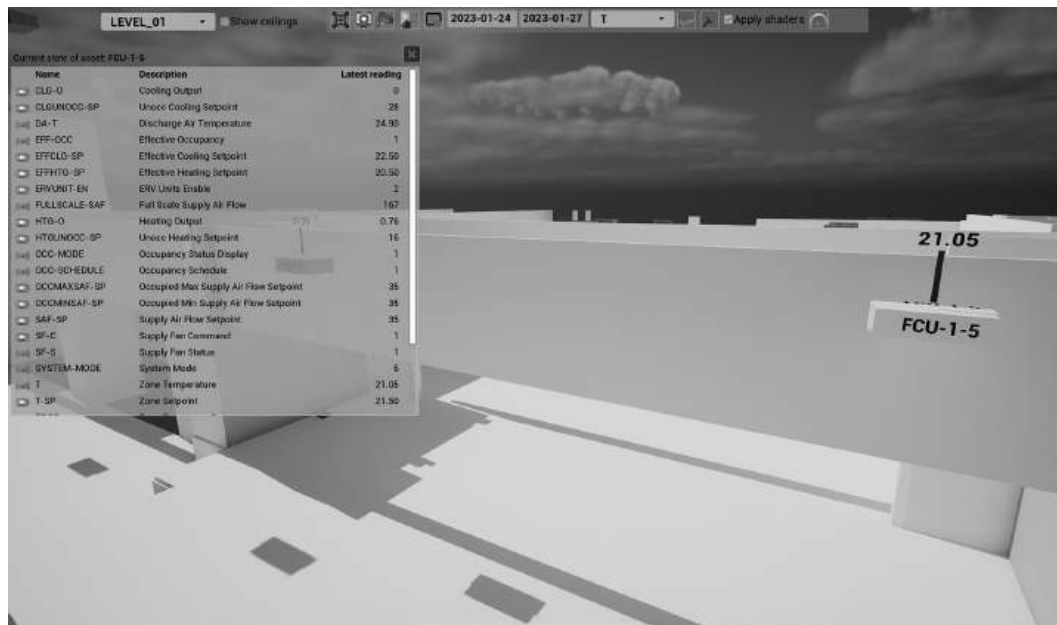 LEVEL_01 Show ceilings 2023-01-24 2023-01-27 T Apply shaders
Current state of asset: FCU-1-5
Name Description Latest reading
CLG-O Cooling Output 0
CLGUNOCC-SP Unocc Cooling Setpoint 28
DA-T Discharge Air Temperature 24.90
EFF-OCC Effective Occupancy 1
EFFCLG-SP Effective Cooling Setpoint 22.50
EFFHTG-SP Effective Heating Setpoint 20.50
ERVUNIT-EN ERV Units Enable 2
FULLSCALE-SAF Full Scale Supply Air Flow 167
HTG-O Heating Output 0.76
HTGUNOCC-SP Unocc Heating Setpoint 16
OCC-MODE Occupancy Status Display 1
OCC-SCHEDULE Occupancy Schedule 1
OCCMAXSAF-SP Occupied Max Supply Air Flow Setpoint 35
OCCMINSAF-SP Occupied Min Supply Air Flow Setpoint 35
SAF-SP Supply Air Flow Setpoint 35
SF-C Supply Fan Command 1
SF-S Supply Fan Status 1
SYSTEM-MODE System Mode
T Zone Temperature 21.05
T-SP Zone Setpoint 21.50
21.05
FCU-1-5